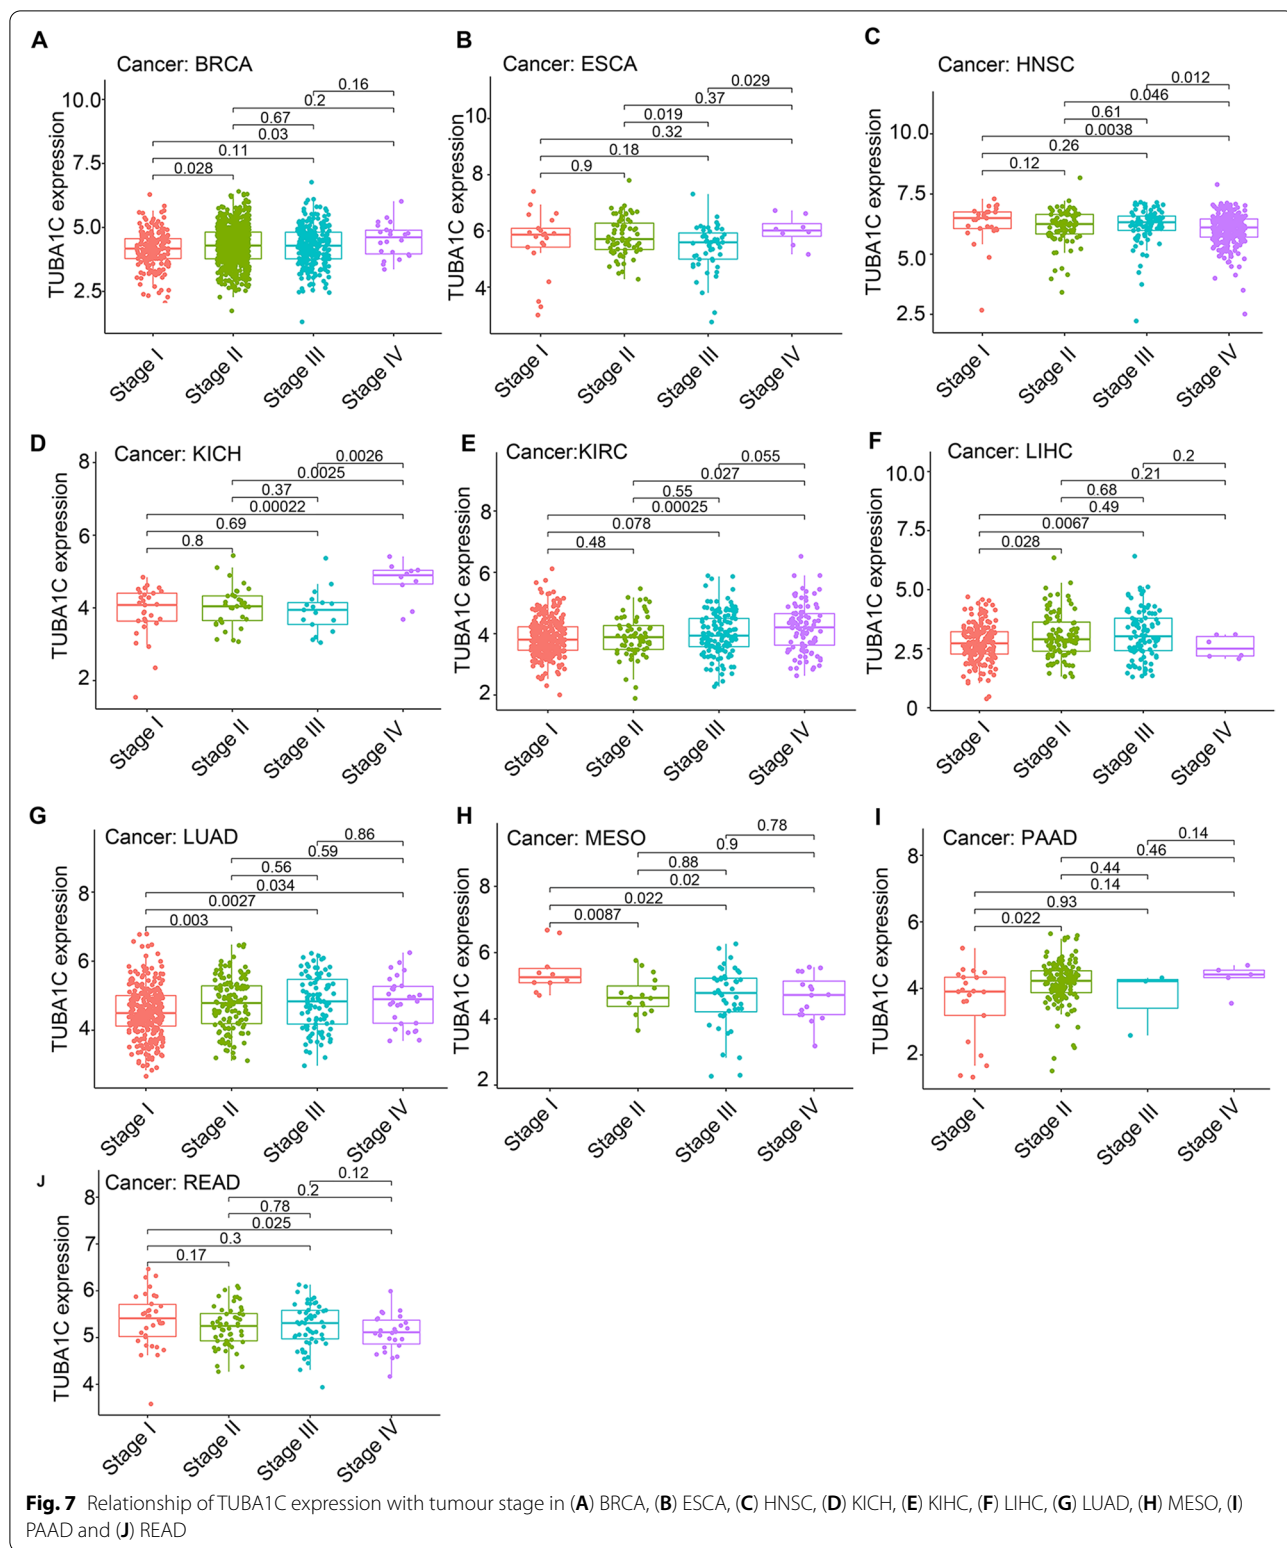 A
Cancer: BRCA
TUBA1C expression
10.0
7.5
5.0
2.5
0.16
0.2
0.67
0.03
0.11
0.028
Stage I
Stage II
Stage III
Stage IV
B
Cancer: ESCA
TUBA1C expression
10
8
6
4
0.029
0.37
0.019
0.32
0.18
0.9
Stage I
Stage II
Stage III
Stage IV
C
Cancer: HNSC
TUBA1C expression
10.0
7.5
5.0
2.5
0.012
0.046
0.61
0.0038
0.26
0.12
Stage I
Stage II
Stage III
Stage IV
D
Cancer: KICH
TUBA1C expression
8
6
4
2
0.0026
0.0025
0.37
0.00022
0.69
0.8
Stage I
Stage II
Stage III
Stage IV
E
Cancer:KIRC
TUBA1C expression
8
6
4
2
0.055
0.027
0.55
0.00025
0.078
0.48
Stage I
Stage II
Stage III
Stage IV
F
Cancer: LIHC
TUBA1C expression
10.0
7.5
5.0
2.5
0
0.2
0.21
0.68
0.49
0.0067
0.028
Stage I
Stage II
Stage III
Stage IV
G
Cancer: LUAD
TUBA1C expression
8
6
4
0.86
0.59
0.56
0.034
0.0027
0.003
Stage I
Stage II
Stage III
Stage IV
H
Cancer: MESO
TUBA1C expression
8
6
4
2
0.78
0.9
0.88
0.02
0.022
0.0087
Stage I
Stage II
Stage III
Stage IV
I
Cancer: PAAD
TUBA1C expression
8
6
4
2
0.14
0.46
0.44
0.14
0.93
0.022
Stage I
Stage II
Stage III
Stage IV
J
Cancer: READ
TUBA1C expression
8
7
6
5
4
0.12
0.2
0.78
0.025
0.3
0.17
Stage I
Stage II
Stage III
Stage IV
Fig. 7 Relationship of TUBA1C expression with tumour stage in (A) BRCA, (B) ESCA, (C) HNSC, (D) KICH, (E) KIHC, (F) LIHC, (G) LUAD, (H) MESO, (I)
PAAD and (J) READ